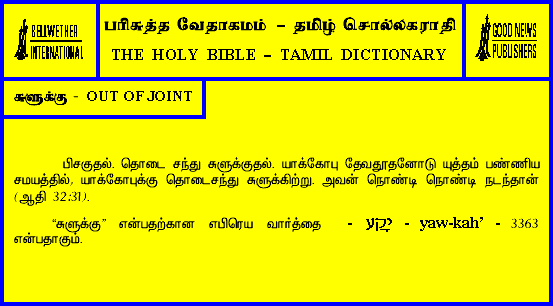 BELLWETHER
INTERNATIONAL
பரிசுத்த வேதாகமம் – தமிழ் சொல்லகராதி
THE HOLY BIBLE – TAMIL DICTIONARY
GOOD NEWS
PUBLISHERS
சுளுக்கு - OUT OF JOINT
பிசகுதல். தொடை சந்து சுளுக்குதல். யாக்கோபு தேவதூதனோடு யுத்தம் பண்ணிய
சமயத்தில், யாக்கோபுக்கு தொடைசந்து சுளுக்கிற்று. அவன் நொண்டி நொண்டி நடந்தான்
(ஆதி 32:31).
“சுளுக்கு” என்பதற்கான எபிரெய வார்த்தை - יָקַע - yaw-kah’ - 3363
என்பதாகும்.